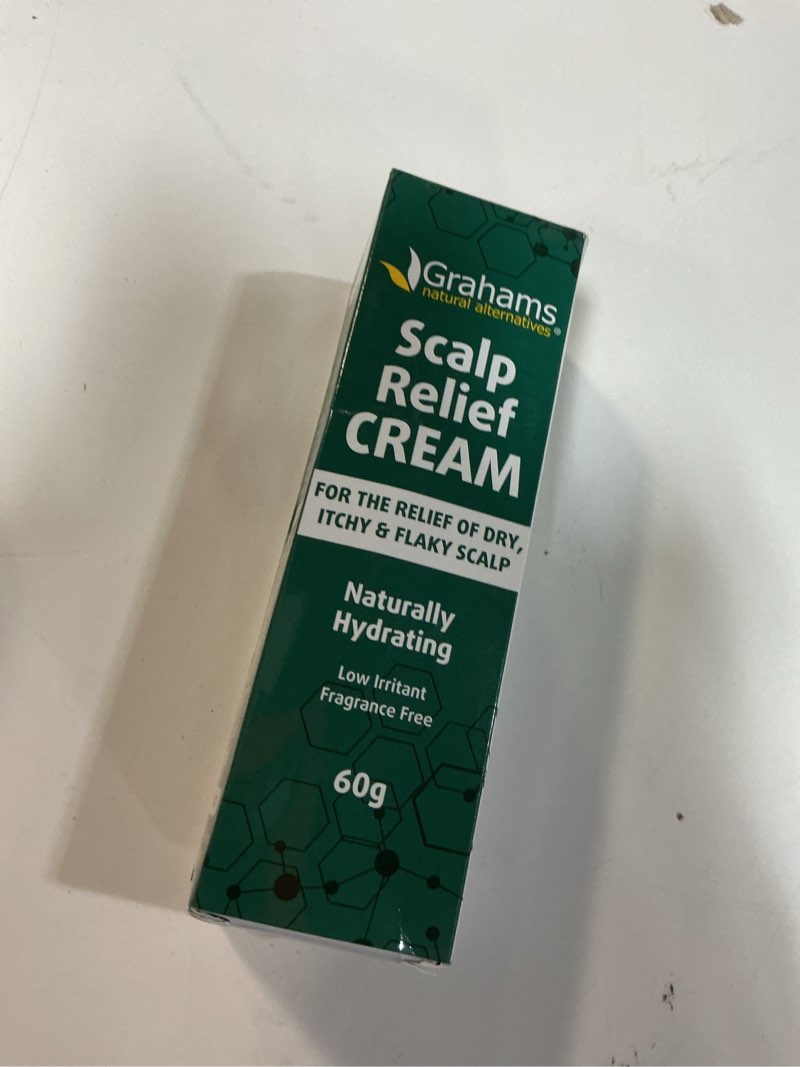 Grahams
natural alternatives®
Scalp
Relief
CREAM
FOR THE RELIEF OF DRY,
ITCHY & FLAKY SCALP
Naturally
Hydrating
Low Irritant
Fragrance Free
60g